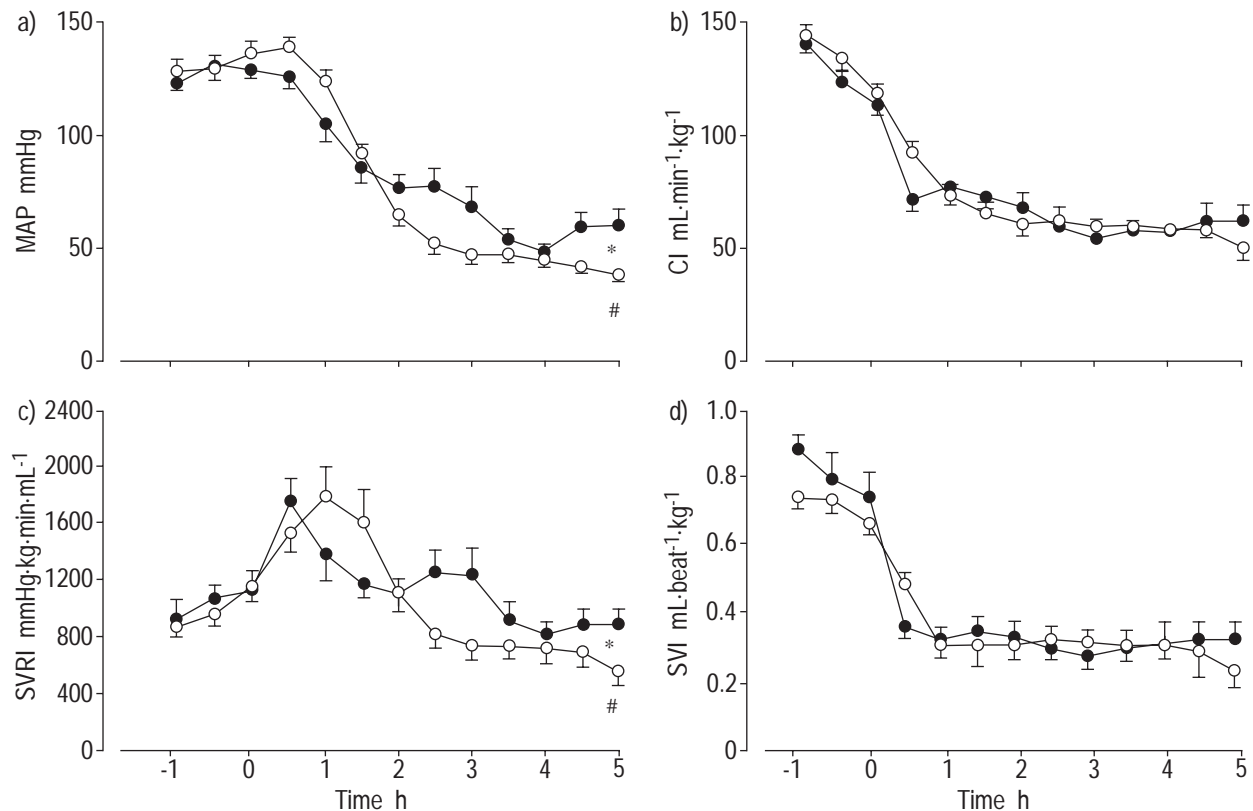 a)
150
100
50
0
MAP mmHg
*
#
b)
150
100
50
0
CI mL·min⁻¹·kg⁻¹
c)
2400
2000
1600
1200
800
400
0
SVRI mmHg·kg·min·mL⁻¹
*
#
-1 0 1 2 3 4 5
Time h
d)
1.0
0.8
0.6
0.4
0.2
0
SVI mL·beat⁻¹·kg⁻¹
-1 0 1 2 3 4 5
Time h